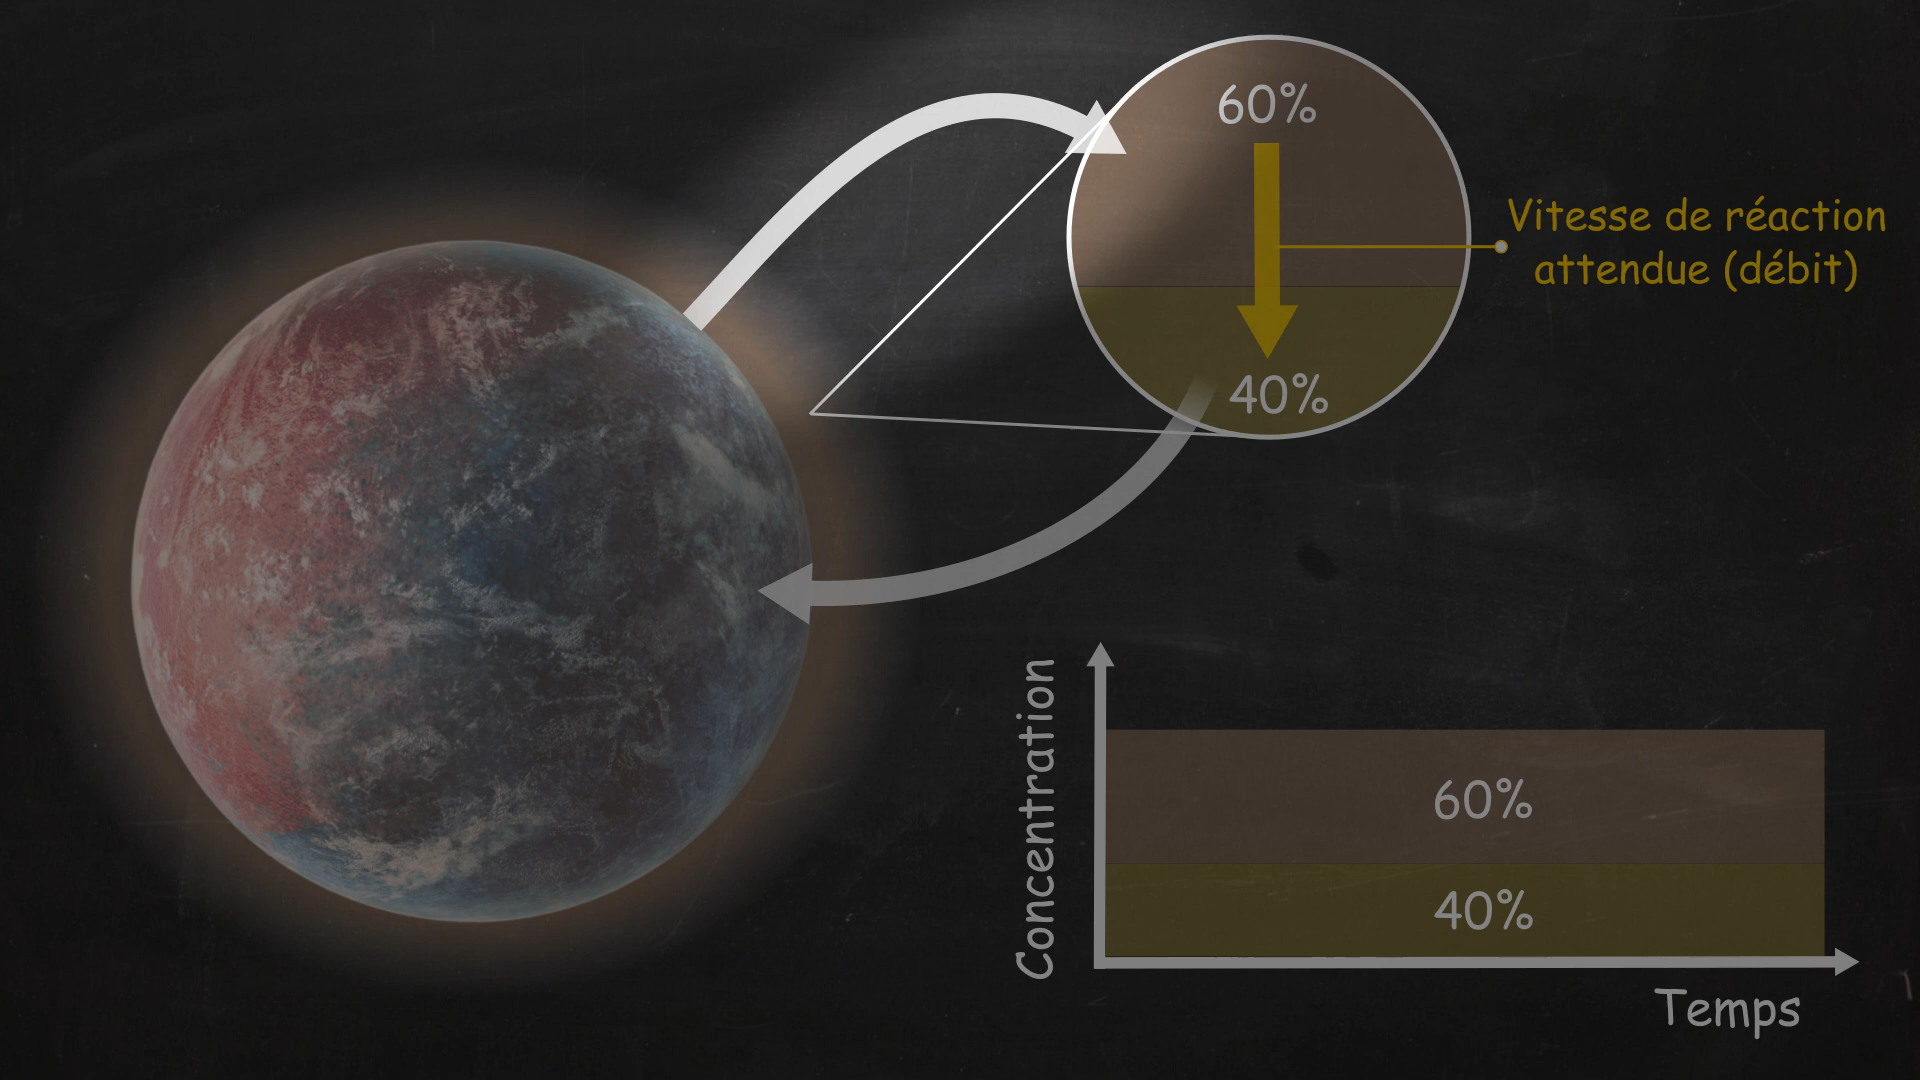 60%
Vitesse de réaction
attendue (débit)
40%
Concentration
60%
40%
Temps